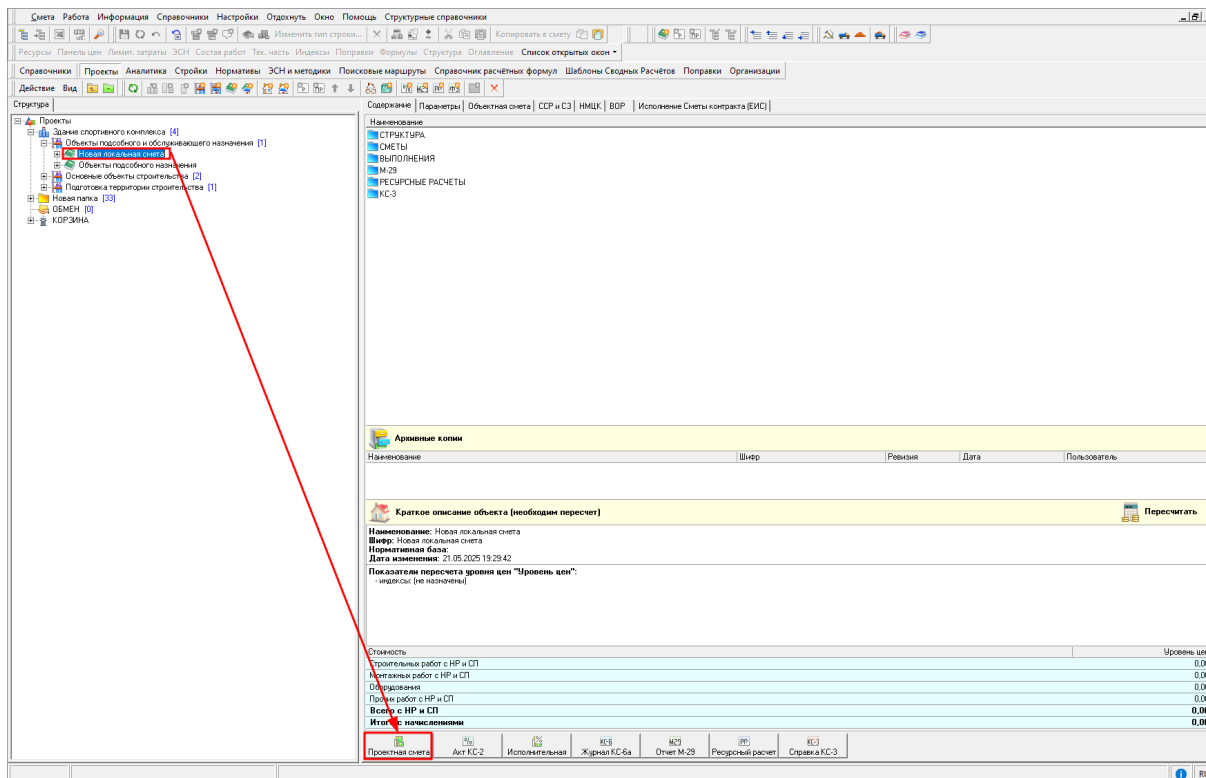 Смета Работа Информация Справочники Настройки Отдохнуть Окно Помощь Структурные справочники
Изменить тип строки... Копировать в смету
Ресурсы Панель цен Лимит. затраты ЭСН Состав работ Тех. часть Индексы Поправки Формулы Структура Оглавление Список открытых окон
Справочники Проекты Аналитика Стройки Нормативы ЭСН и методики Поисковые маршруты Справочник расчётных формул Шаблоны Сводных Расчётов Поправки Организации
Действие Вид
Структура
Проекты
Здание спортивного комплекса [4]
Объекты подсобного и обслуживающего назначения [1]
Новая локальная смета
Объекты подсобного назначения
Основные объекты строительства [2]
Подготовка территории строительства [1]
Новая папка [33]
ОБМЕН [0]
КОРЗИНА
Содержание Параметры Объектная смета ССР и СЗ НМЦК ВОР Исполнение Сметы контракта (ЕИС)
Наименование
СТРУКТУРА
СМЕТЫ
ВЫПОЛНЕНИЯ
М-29
РЕСУРСНЫЕ РАСЧЕТЫ
КС-3
Архивные копии
Наименование Шифр Ревизия Дата Пользователь
Краткое описание объекта (необходим пересчет) Пересчитать
Наименование: Новая локальная смета
Шифр: Новая локальная смета
Нормативная база:
Дата изменения: 21.05.2025 19:29:42
Показатели пересчета уровня цен "Уровень цен":
- индексы: (не назначены)
Стоимость Уровень цен
Строительных работ с НР и СП 0,00
Монтажных работ с НР и СП 0,00
Оборудования 0,00
Прочих работ с НР и СП 0,00
Всего с НР и СП 0,00
Итого с начислениями 0,00
Проектная смета Акт КС-2 Исполнительная Журнал КС-6а Отчет М-29 Ресурсный расчет Справка КС-3
RU